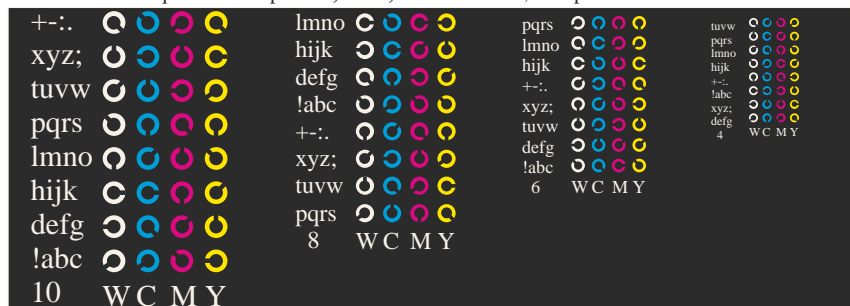 +-:.
xyz;
tuvw
pqrs
lmno
hijk
defg
!abc
10 W C M Y
lmno
hijk
defg
!abc
+-:.
xyz;
tuvw
pqrs
8 W C M Y
pqrs
lmno
hijk
+-:.
xyz;
tuvw
defg
!abc
6 W C M Y
tuvw
pqrs
lmno
hijk
+-:.
!abc
xyz;
defg
4 W C M Y